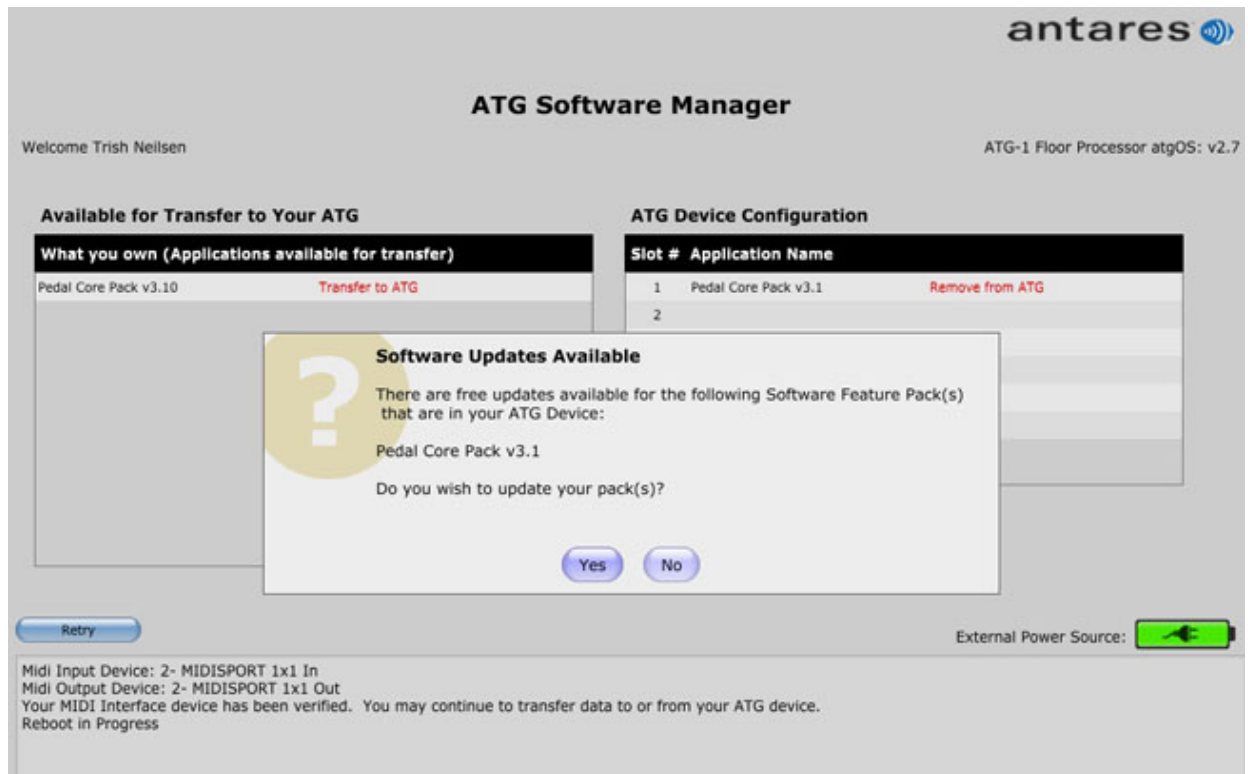 antares
ATG Software Manager
Welcome Trish Neilsen
ATG-1 Floor Processor atgOS: v2.7
Available for Transfer to Your ATG
What you own (Applications available for transfer)
Pedal Core Pack v3.10 Transfer to ATG
ATG Device Configuration
Slot # Application Name
1 Pedal Core Pack v3.1 Remove from ATG
2
?
Software Updates Available
There are free updates available for the following Software Feature Pack(s)
that are in your ATG Device:
Pedal Core Pack v3.1
Do you wish to update your pack(s)?
Yes No
Retry
External Power Source:
Midi Input Device: 2- MIDISPORT 1x1 In
Midi Output Device: 2- MIDISPORT 1x1 Out
Your MIDI Interface device has been verified. You may continue to transfer data to or from your ATG device.
Reboot in Progress